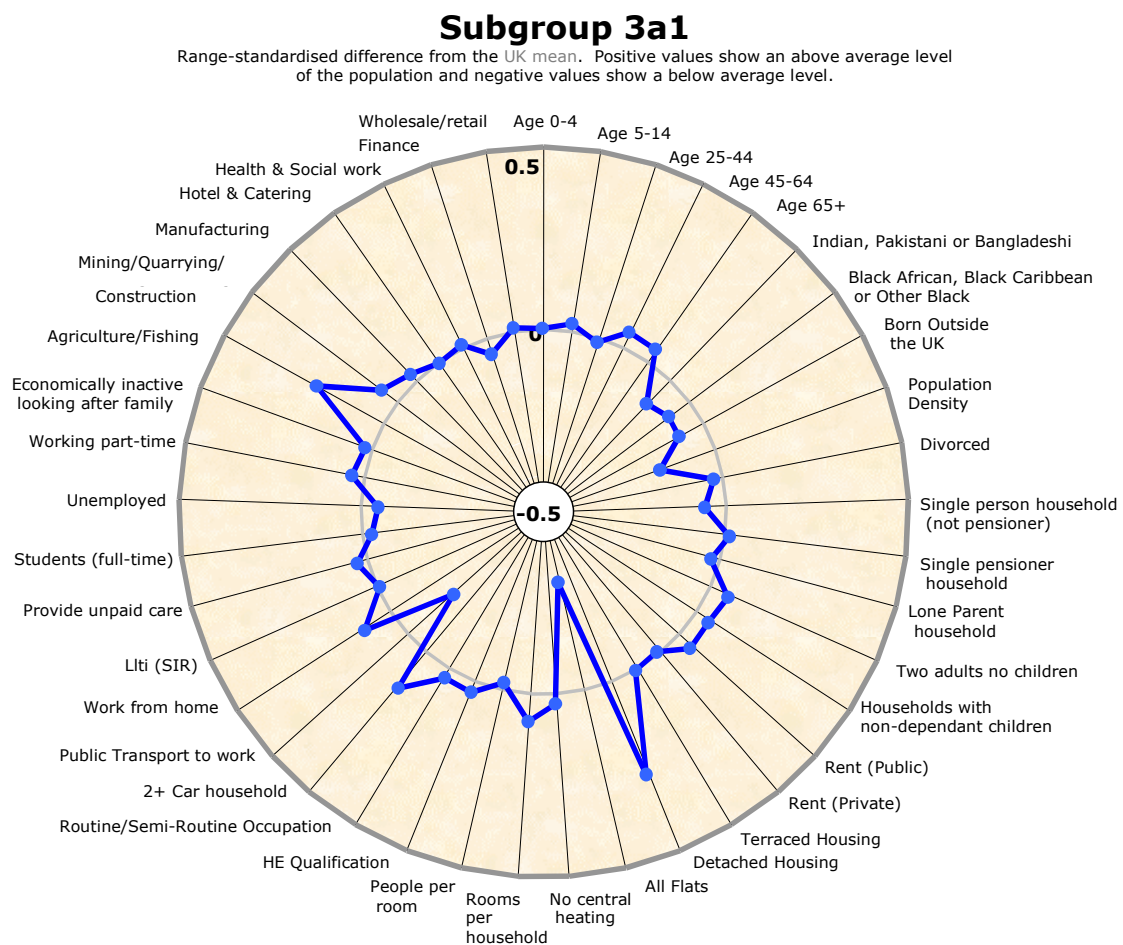 Subgroup 3a1
Range-standardised difference from the UK mean.  Positive values show an above average level
of the population and negative values show a below average level.
Age 0-4
Age 5-14
Age 25-44
Age 45-64
Age 65+
Indian, Pakistani or Bangladeshi
Black African, Black Caribbean
or Other Black
Born Outside
the UK
Population
Density
Divorced
Single person household
(not pensioner)
Single pensioner
household
Lone Parent
household
Two adults no children
Households with
non-dependant children
Rent (Public)
Rent (Private)
Terraced Housing
Detached Housing
All Flats
No central
heating
Rooms
per
household
People per
room
HE Qualification
Routine/Semi-Routine Occupation
2+ Car household
Public Transport to work
Work from home
Llti (SIR)
Provide unpaid care
Students (full-time)
Unemployed
Working part-time
Economically inactive
looking after family
Agriculture/Fishing
Construction
Mining/Quarrying/
Manufacturing
Hotel & Catering
Health & Social work
Finance
Wholesale/retail
0.5
0
-0.5